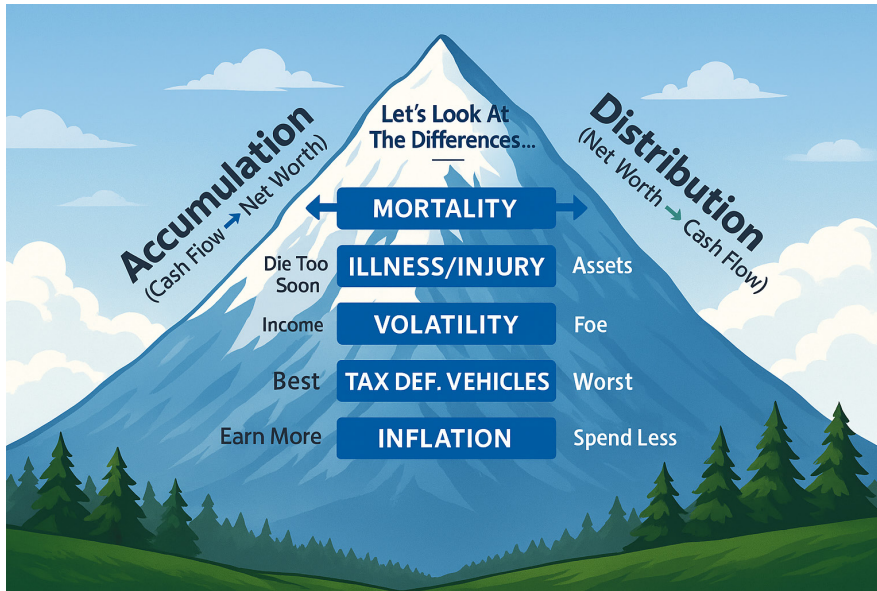 Let's Look At
The Differences...
Accumulation
(Cash Flow → Net Worth)
Distribution
(Net Worth → Cash Flow)
MORTALITY
Die Too
Soon
ILLNESS/INJURY
Assets
Income
VOLATILITY
Foe
Best
TAX DEF. VEHICLES
Worst
Earn More
INFLATION
Spend Less